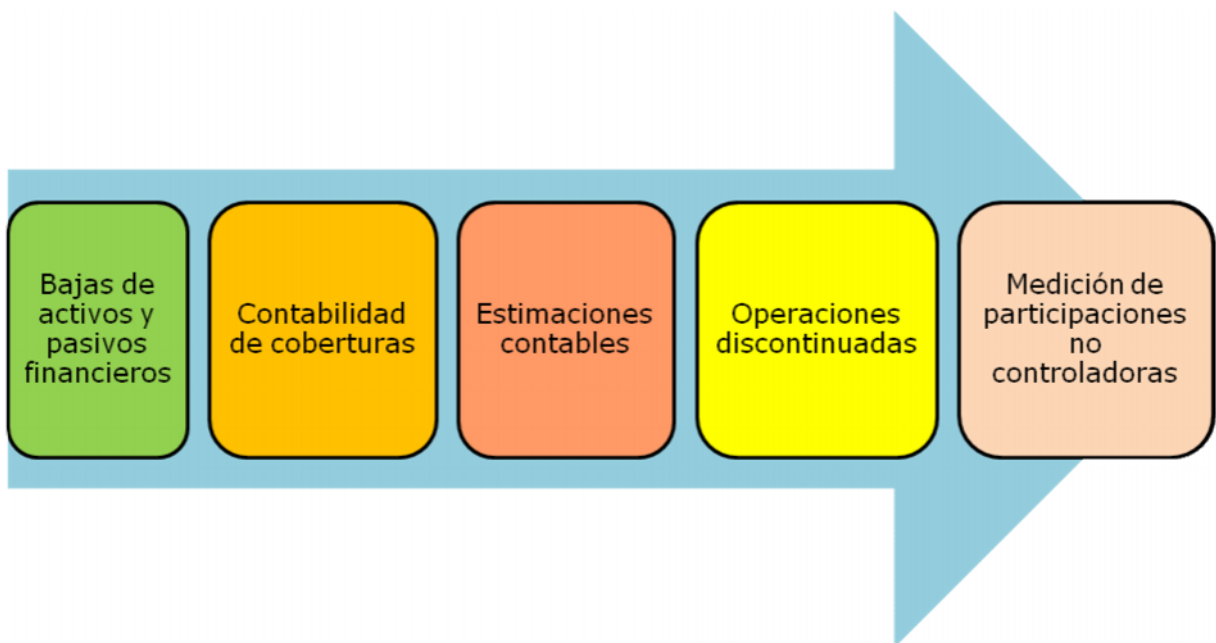 Bajas de
activos y
pasivos
financieros
Contabilidad
de coberturas
Estimaciones
contables
Operaciones
discontinuadas
Medición de
participaciones
no
controladoras